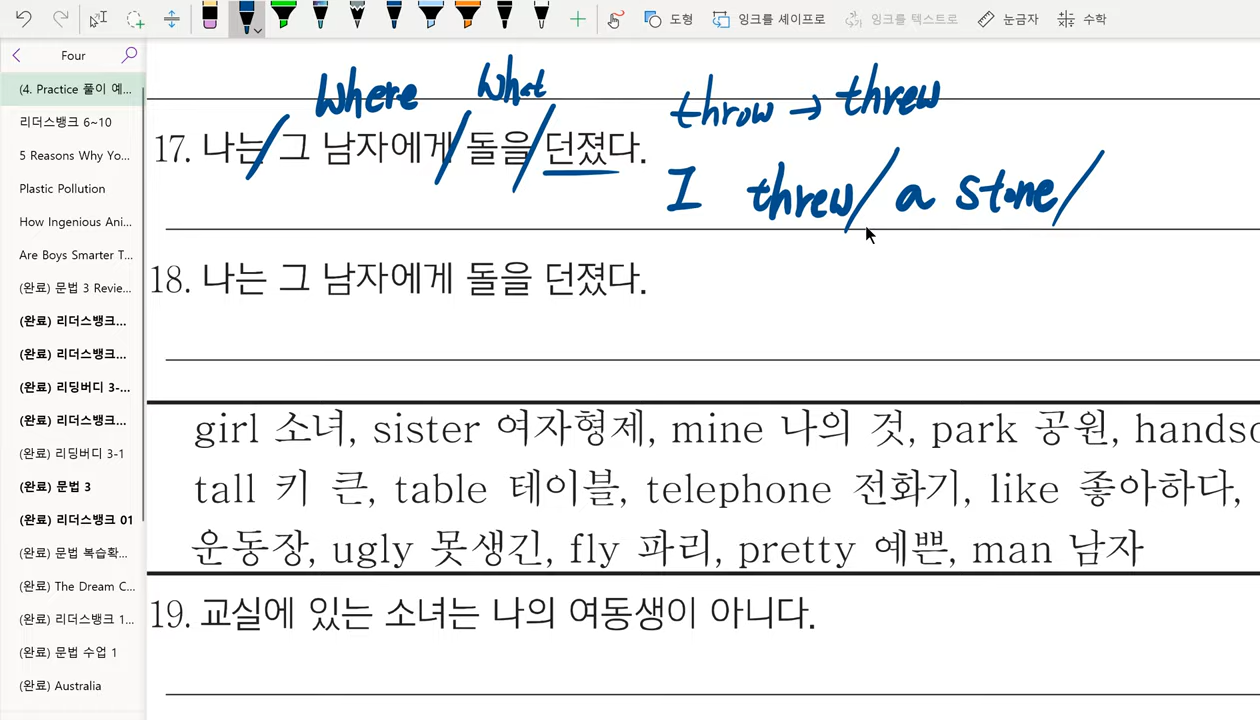 도형
잉크를 셰이프로
잉크를 텍스트로
눈금자
수학
Four
(4. Practice 풀이 예...
리더스뱅크 6~10
5 Reasons Why Yo...
Plastic Pollution
How Ingenious Ani...
Are Boys Smarter T...
(완료) 문법 3 Revie...
(완료) 리더스뱅크...
(완료) 리더스뱅크...
(완료) 리딩버디 3-...
(완료) 리더스뱅크...
(완료) 리딩버디 3-1
(완료) 문법 3
(완료) 리더스뱅크 01
(완료) 문법 복습확...
(완료) The Dream C...
(완료) 리더스뱅크 1...
(완료) 문법 수업 1
(완료) Australia
where what
throw → threw
17. 나는 / 그 남자에게 / 돌을 / 던졌다.
I threw / a stone /
18. 나는 그 남자에게 돌을 던졌다.
girl 소녀, sister 여자형제, mine 나의 것, park 공원, handso
tall 키 큰, table 테이블, telephone 전화기, like 좋아하다,
운동장, ugly 못생긴, fly 파리, pretty 예쁜, man 남자
19. 교실에 있는 소녀는 나의 여동생이 아니다.